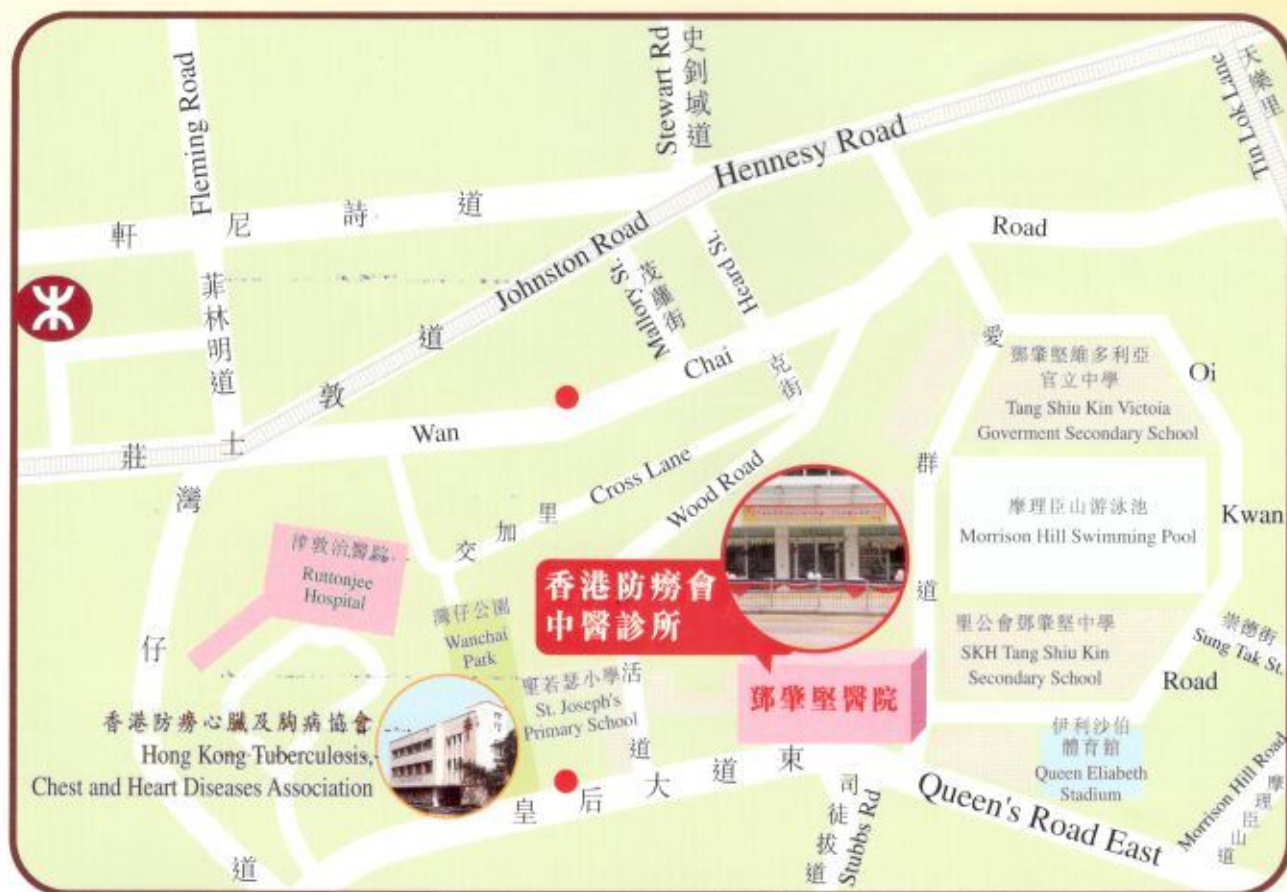 Fleming Road
菲林明道
Stewart Rd
史釗域道
Hennesy Road
軒尼詩道
天樂里
Tin Lok Lane
Johnston Road
莊士敦道
Mallory St.
茂蘿街
Heard St.
克街
Wan Chai Road
灣仔道
交加里
Cross Lane
Wood Road
活道
愛群道
Oi Kwan Road
鄧肇堅維多利亞
官立中學
Tang Shiu Kin Victoia
Goverment Secondary School
摩理臣山游泳池
Morrison Hill Swimming Pool
聖公會鄧肇堅中學
SKH Tang Shiu Kin
Secondary School
崇德街
Sung Tak St.
伊利沙伯
體育館
Queen Eliabeth
Stadium
Morrison Hill Road
摩理臣山道
律敦治醫院
Ruttonjee
Hospital
灣仔公園
Wanchai
Park
聖若瑟小學
St. Joseph's
Primary School
香港防癆會
中醫診所
鄧肇堅醫院
香港防癆心臟及胸病協會
Hong Kong Tuberculosis,
Chest and Heart Diseases Association
皇后大道東
Queen's Road East
司徒拔道
Stubbs Rd